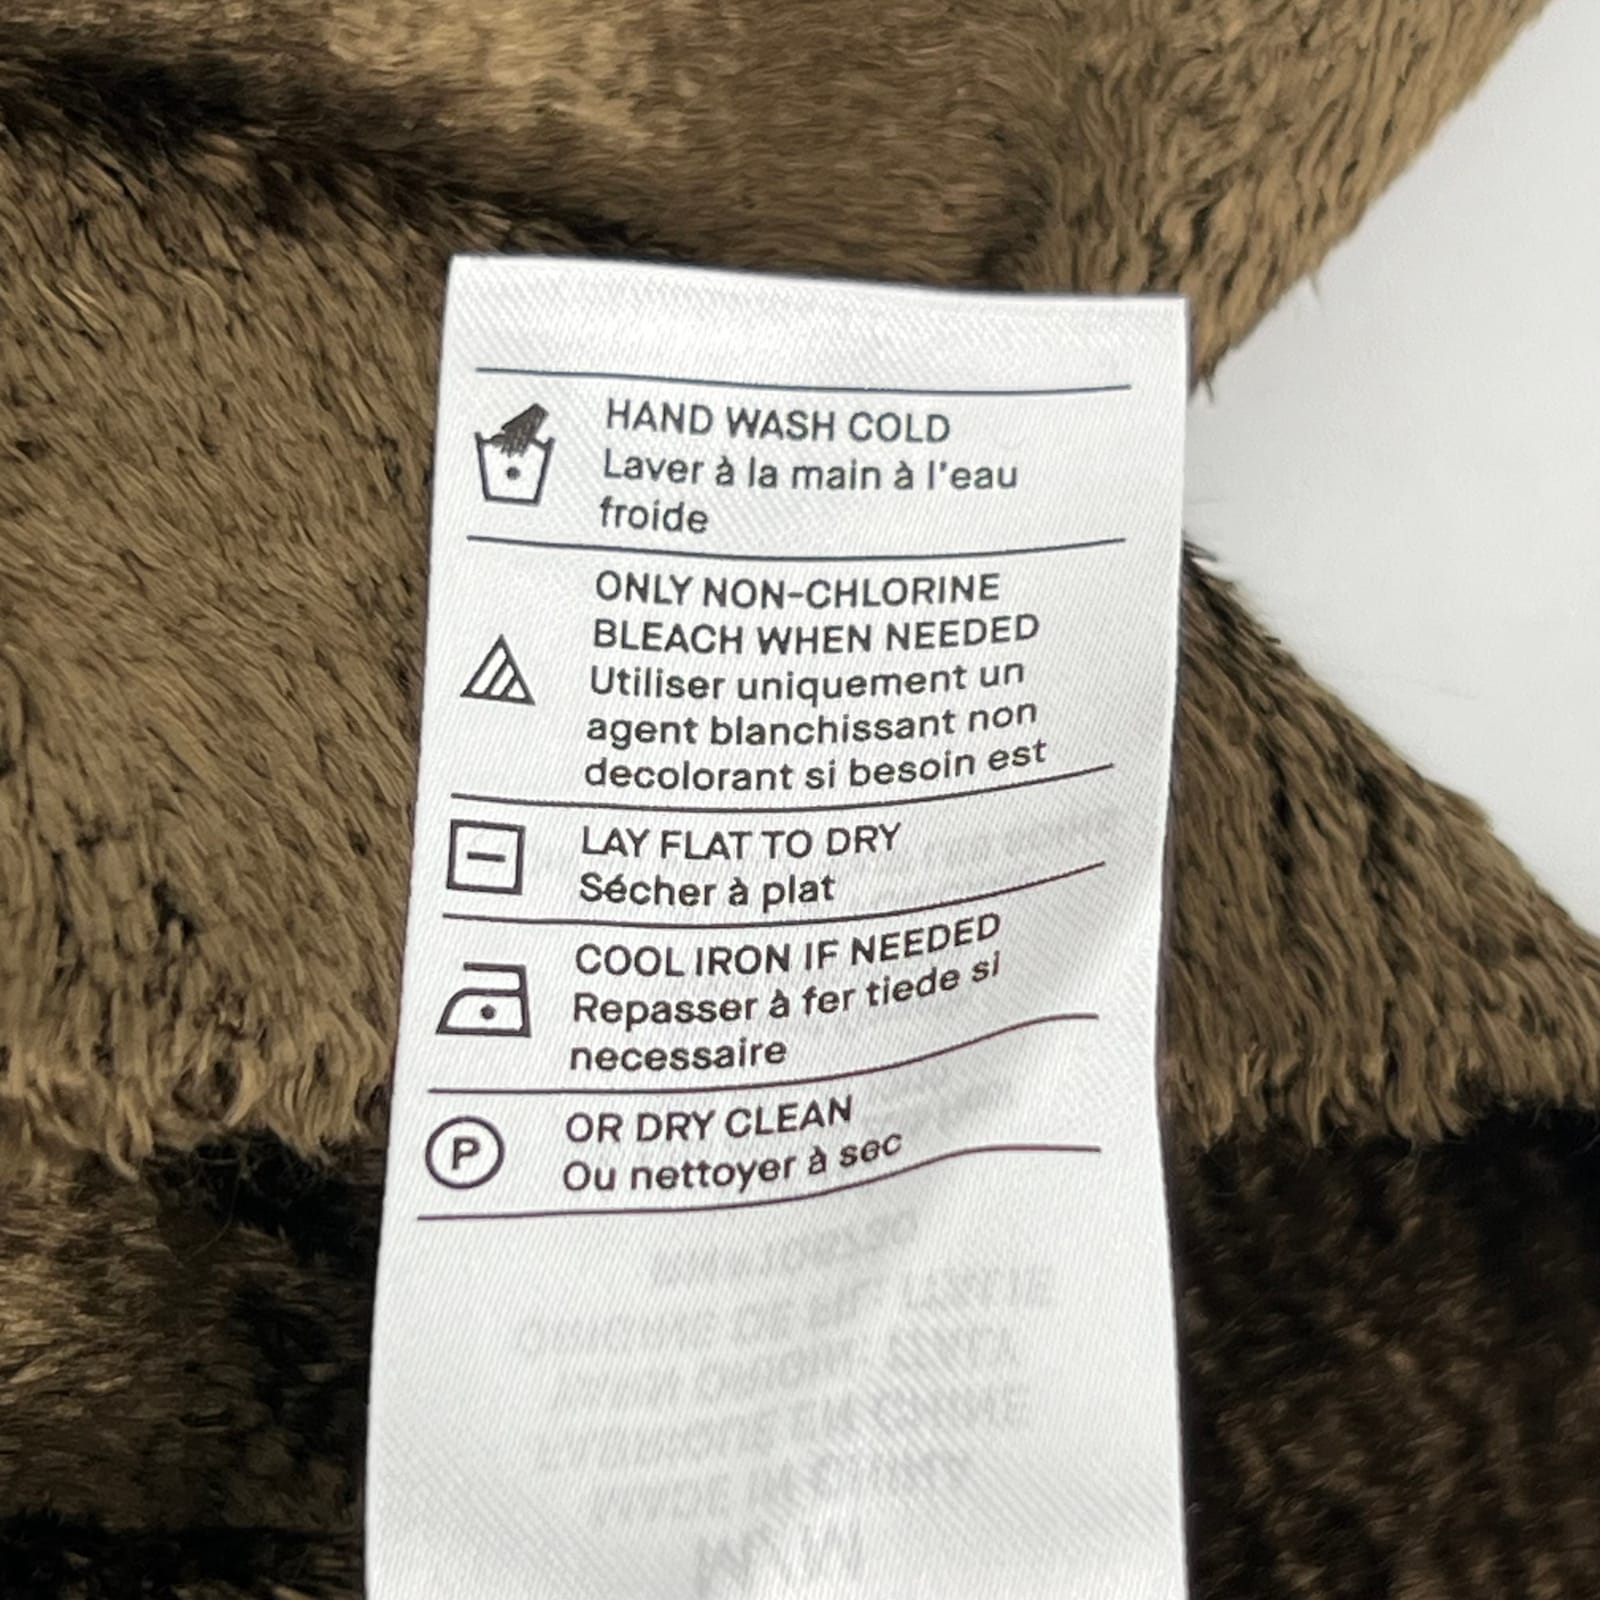 HAND WASH COLD
Laver à la main à l'eau
froide
ONLY NON-CHLORINE
BLEACH WHEN NEEDED
Utiliser uniquement un
agent blanchissant non
decolorant si besoin est
LAY FLAT TO DRY
Sécher à plat
COOL IRON IF NEEDED
Repasser à fer tiede si
necessaire
P
OR DRY CLEAN
Ou nettoyer à sec